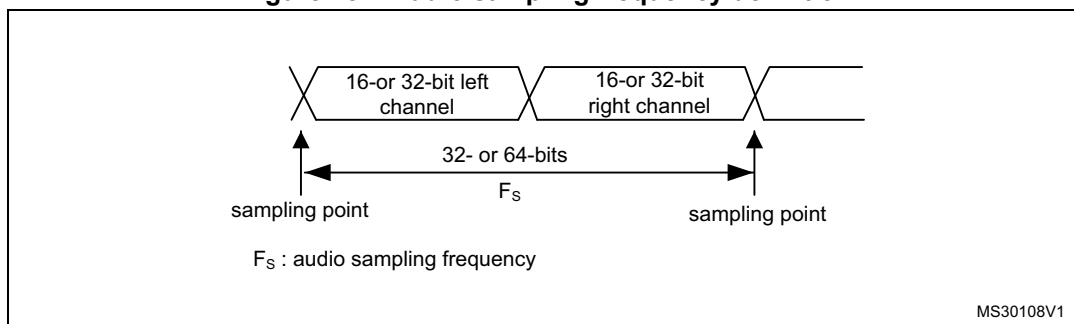 16-or 32-bit left
channel
16-or 32-bit
right channel
32- or 64-bits
FS
sampling point
sampling point
FS : audio sampling frequency
MS30108V1